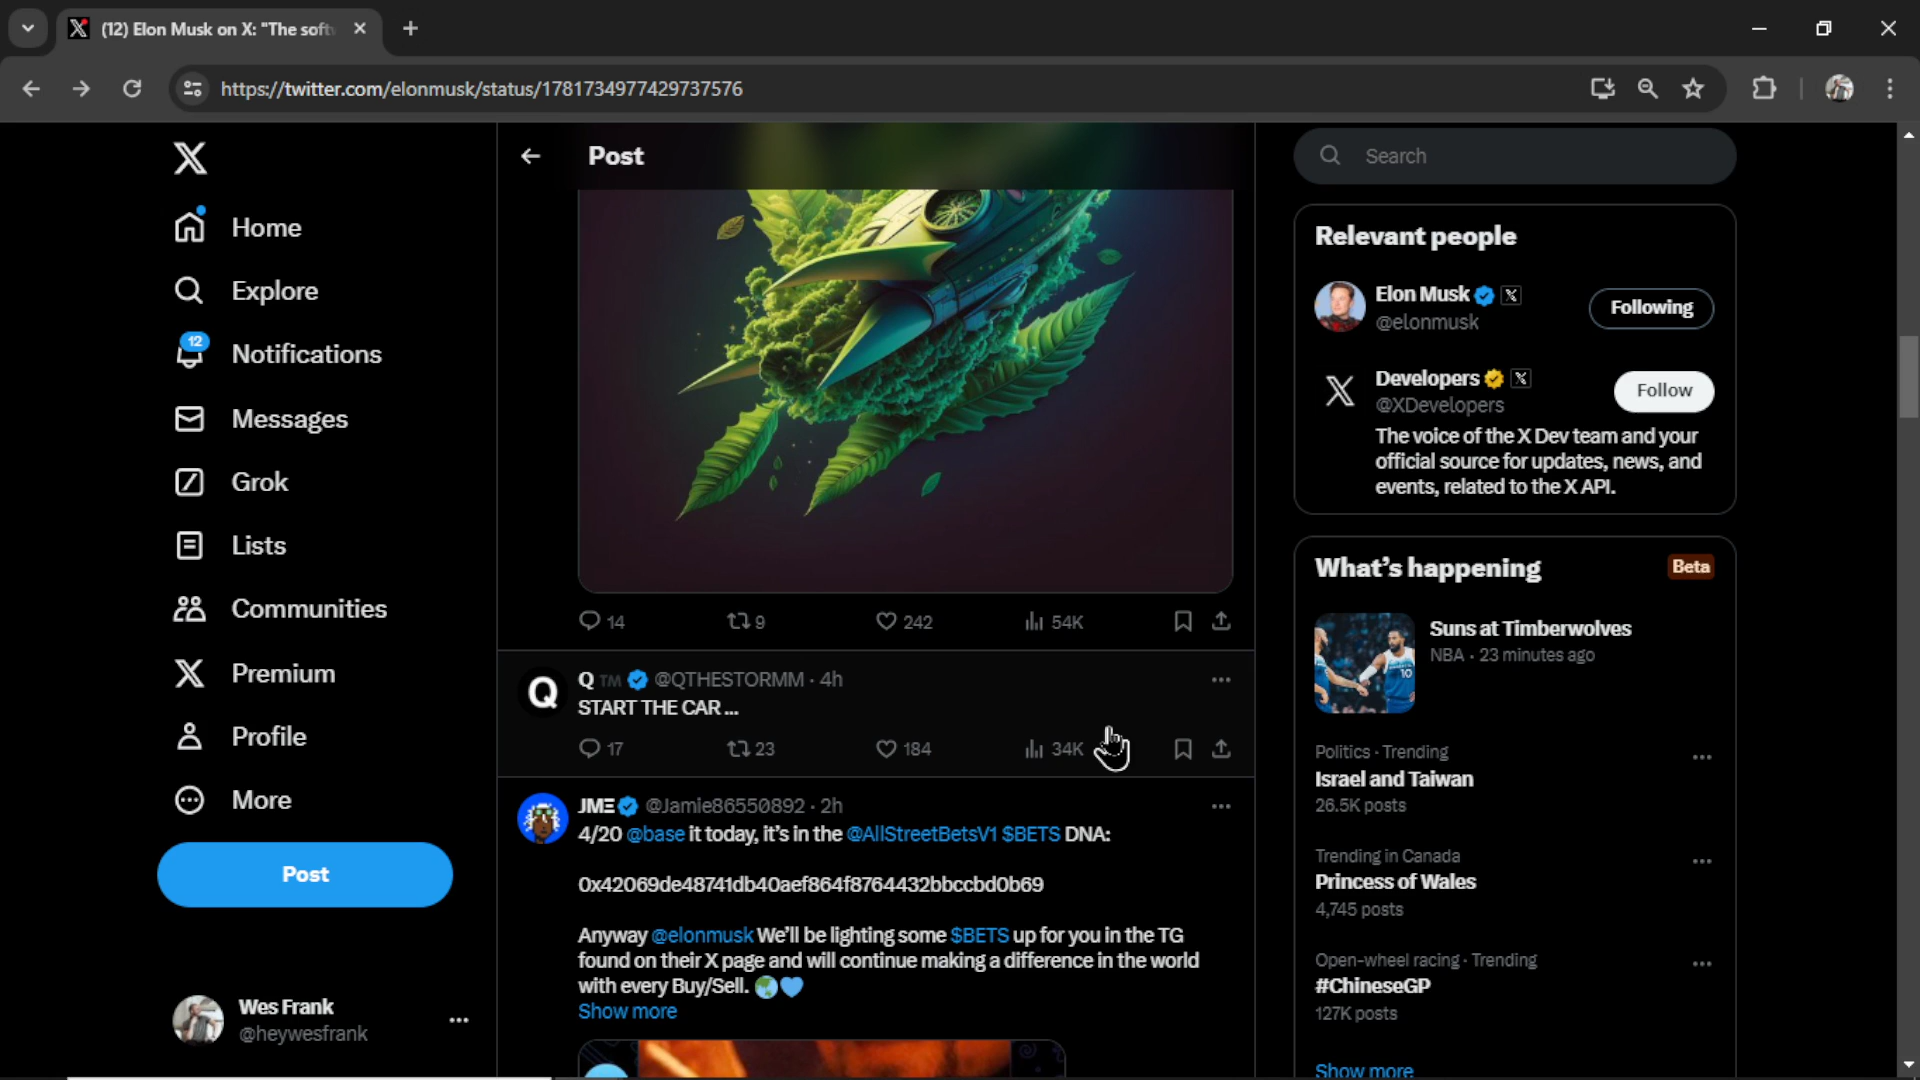 (12) Elon Musk on X: "The soft
https://twitter.com/elonmusk/status/1781734977429737576
Home
Explore
12
Notifications
Messages
Grok
Lists
Communities
Premium
Profile
More
Post
Wes Frank
@heywesfrank
Post
14 9 242 54K
Q TM @QTHESTORMM · 4h
START THE CAR ...
17 23 184 34K
JME @Jamie86550892 · 2h
4/20 @base it today, it's in the @AllStreetBetsV1 $BETS DNA:
0x42069de48741db40aef864f8764432bbccbd0b69
Anyway @elonmusk We'll be lighting some $BETS up for you in the TG
found on their X page and will continue making a difference in the world
with every Buy/Sell. 🌏💙
Show more
Search
Relevant people
Elon Musk
@elonmusk
Following
Developers
@XDevelopers
Follow
The voice of the X Dev team and your
official source for updates, news, and
events, related to the X API.
What's happening
Beta
Suns at Timberwolves
NBA · 23 minutes ago
Politics · Trending
Israel and Taiwan
26.5K posts
Trending in Canada
Princess of Wales
4,745 posts
Open-wheel racing · Trending
#ChineseGP
127K posts
Show more